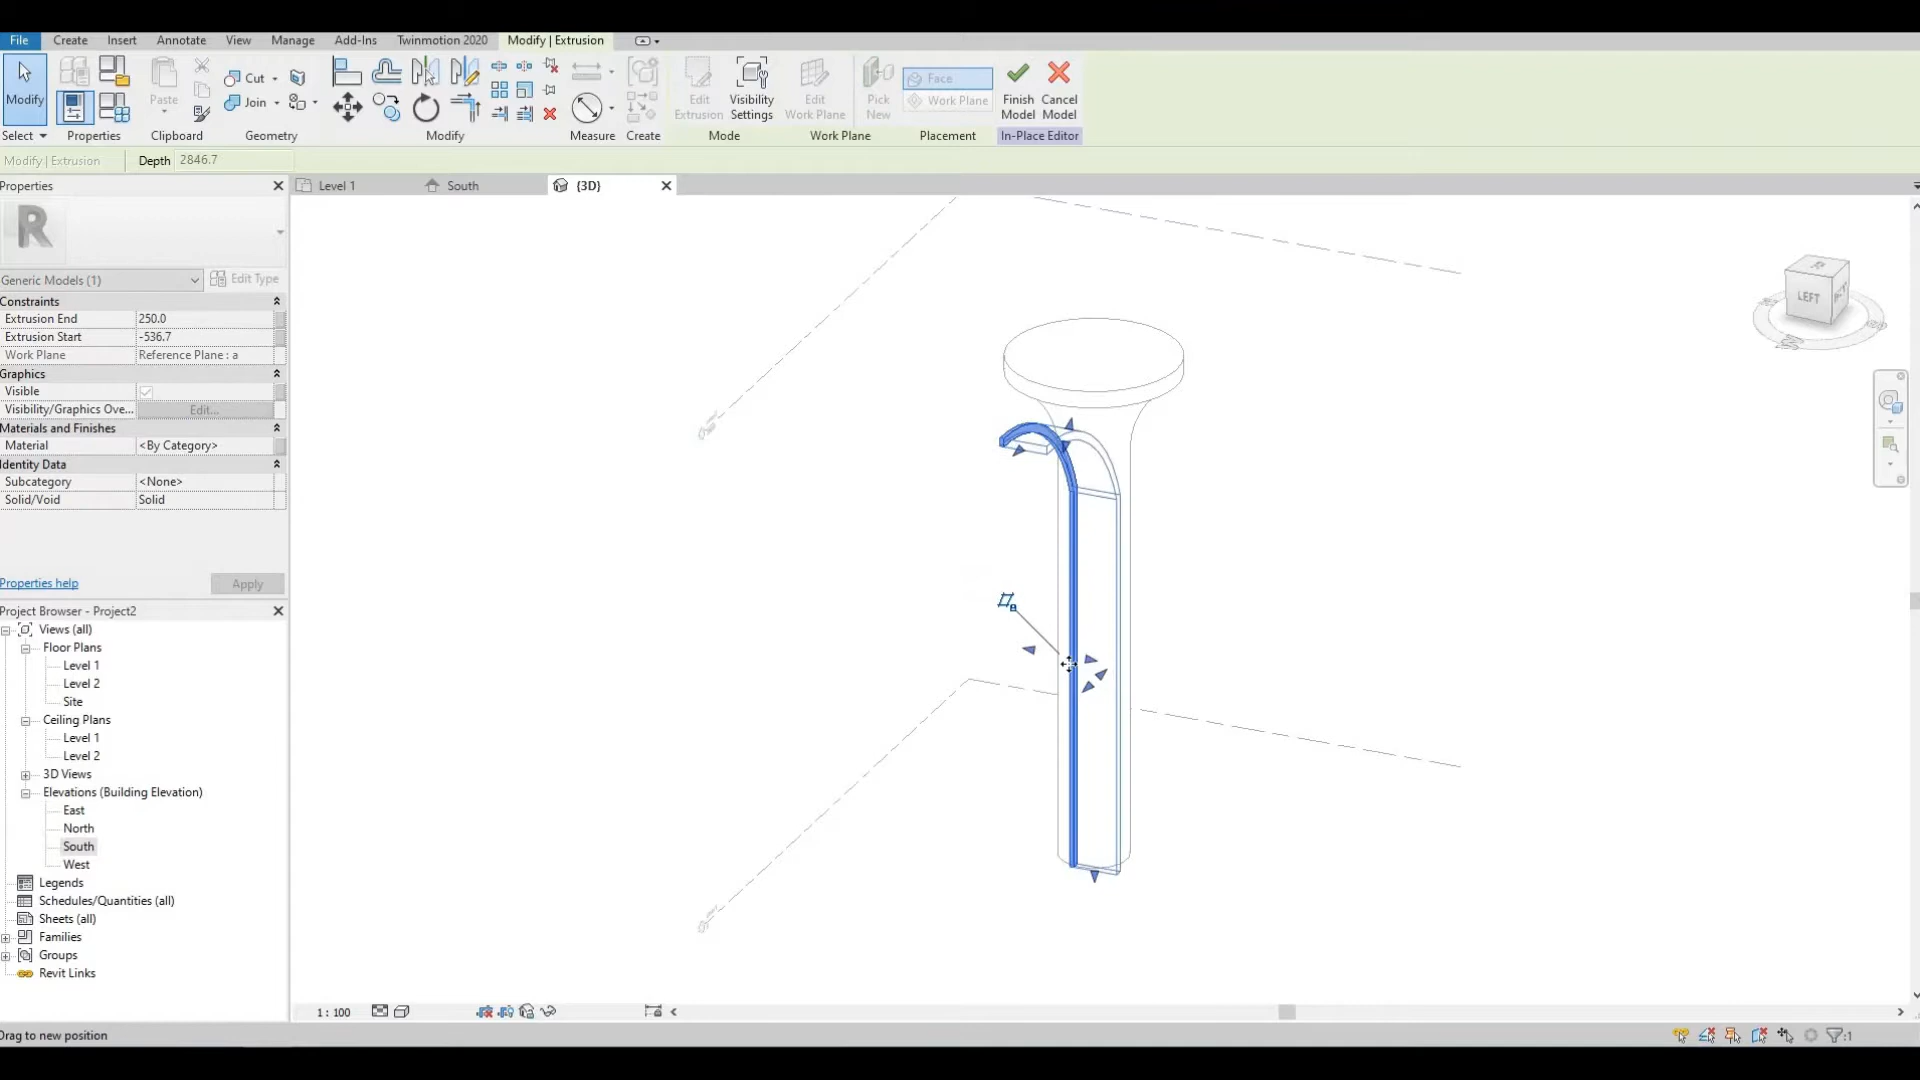 File Create Insert Annotate View Manage Add-Ins Twinmotion 2020 Modify | Extrusion
Modify
Paste
Cut
Join
Edit Extrusion
Visibility Settings
Edit Work Plane
Pick New
Face
Work Plane
Finish Model
Cancel Model
Select Properties Clipboard Geometry Modify Measure Create Mode Work Plane Placement In-Place Editor
Modify | Extrusion Depth 2846.7
Properties
Level 1
South
{3D}
R
Generic Models (1)
Edit Type
Constraints
Extrusion End 250.0
Extrusion Start -536.7
Work Plane Reference Plane : a
Graphics
Visible
Visibility/Graphics Ove... Edit...
Materials and Finishes
Material <By Category>
Identity Data
Subcategory <None>
Solid/Void Solid
Properties help
Apply
Project Browser - Project2
Views (all)
Floor Plans
Level 1
Level 2
Site
Ceiling Plans
Level 1
Level 2
3D Views
Elevations (Building Elevation)
East
North
South
West
Legends
Schedules/Quantities (all)
Sheets (all)
Families
Groups
Revit Links
LEFT
1 : 100
Drag to new position
:1